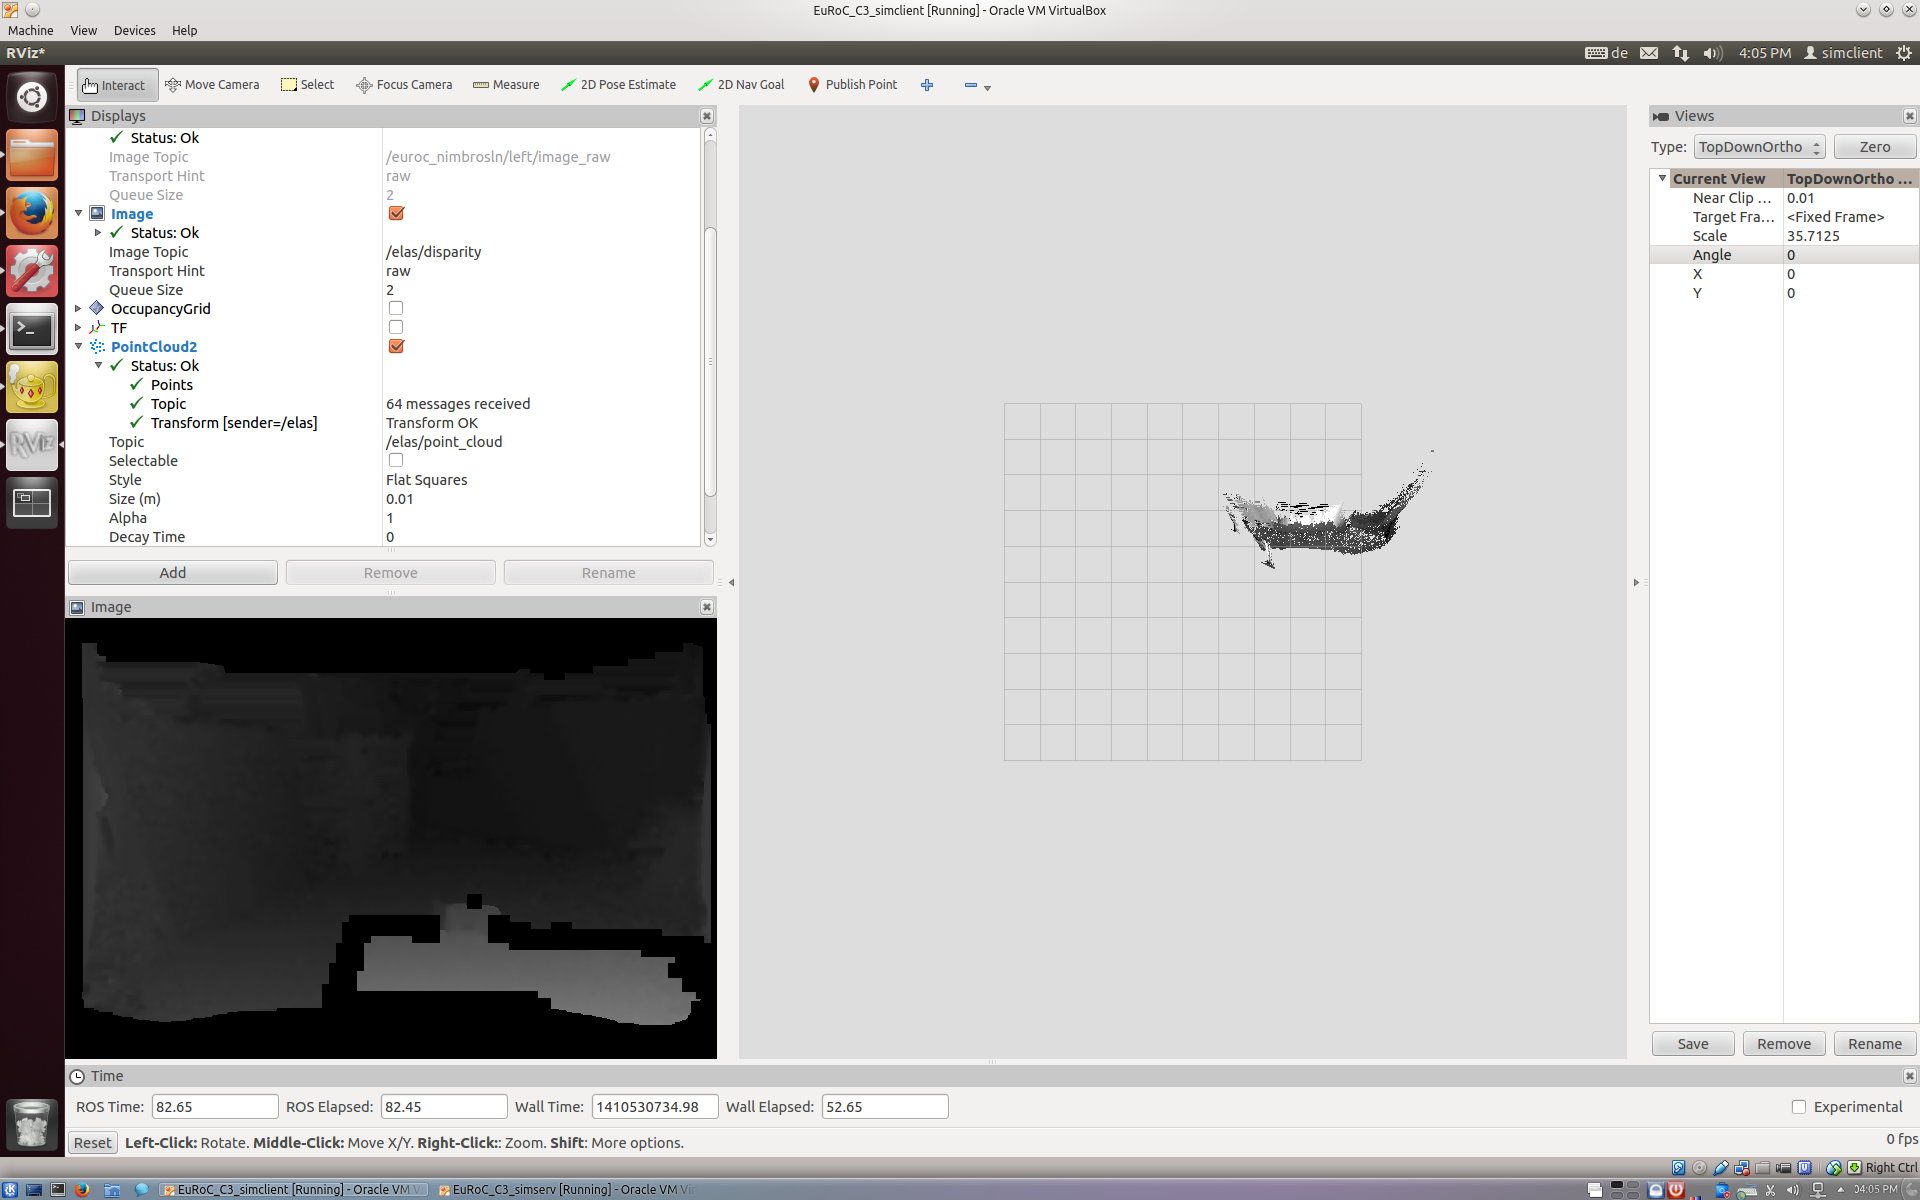 EuRoC_C3_simclient [Running] - Oracle VM VirtualBox
Machine View Devices Help
RViz* de 4:05 PM simclient
Interact Move Camera Select Focus Camera Measure 2D Pose Estimate 2D Nav Goal Publish Point
Displays
Status: Ok
Image Topic /euroc_nimbrosln/left/image_raw
Transport Hint raw
Queue Size 2
Image
Status: Ok
Image Topic /elas/disparity
Transport Hint raw
Queue Size 2
OccupancyGrid
TF
PointCloud2
Status: Ok
Points
Topic 64 messages received
Transform [sender=/elas] Transform OK
Topic /elas/point_cloud
Selectable
Style Flat Squares
Size (m) 0.01
Alpha 1
Decay Time 0
Add Remove Rename
Image
Views
Type: TopDownOrtho Zero
Current View TopDownOrtho ...
Near Clip ... 0.01
Target Fra... <Fixed Frame>
Scale 35.7125
Angle 0
X 0
Y 0
Save Remove Rename
RViz
Time
ROS Time: 82.65 ROS Elapsed: 82.45 Wall Time: 1410530734.98 Wall Elapsed: 52.65 Experimental
Reset Left-Click: Rotate. Middle-Click: Move X/Y. Right-Click:: Zoom. Shift: More options. 0 fps
Right Ctrl
EuRoC_C3_simclient [Running] - Oracle VM V EuRoC_C3_simserv [Running] - Oracle VM Vi 04:05 PM